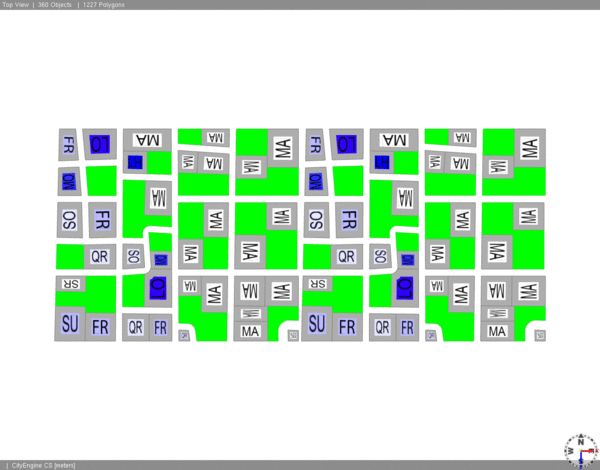 Top View | 360 Objects | 1227 Polygons
FR LO MA MA MA FR LO MA MA MA
MA MA MA MA MA MA
MO MO
MA MA
SO FR MA MA SO FR MA MA
QR SO MA MA QR SO MA MA
SR LO MA MA MA MA SR LO MA MA MA MA
SU FR QR FR MA SU FR QR FR MA
N
W
| CityEngine CS [meters]